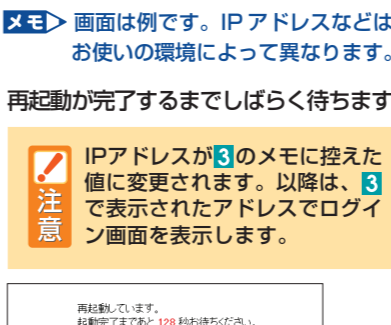 メモ 画面は例です。IPアドレスなどは
お使いの環境によって異なります。
再起動が完了するまでしばらく待ちます
注意
IPアドレスが3のメモに控えた
値に変更されます。以降は、3
で表示されたアドレスでログイ
ン画面を表示します。
再起動しています。
起動完了まであと 128 秒お待ちください。